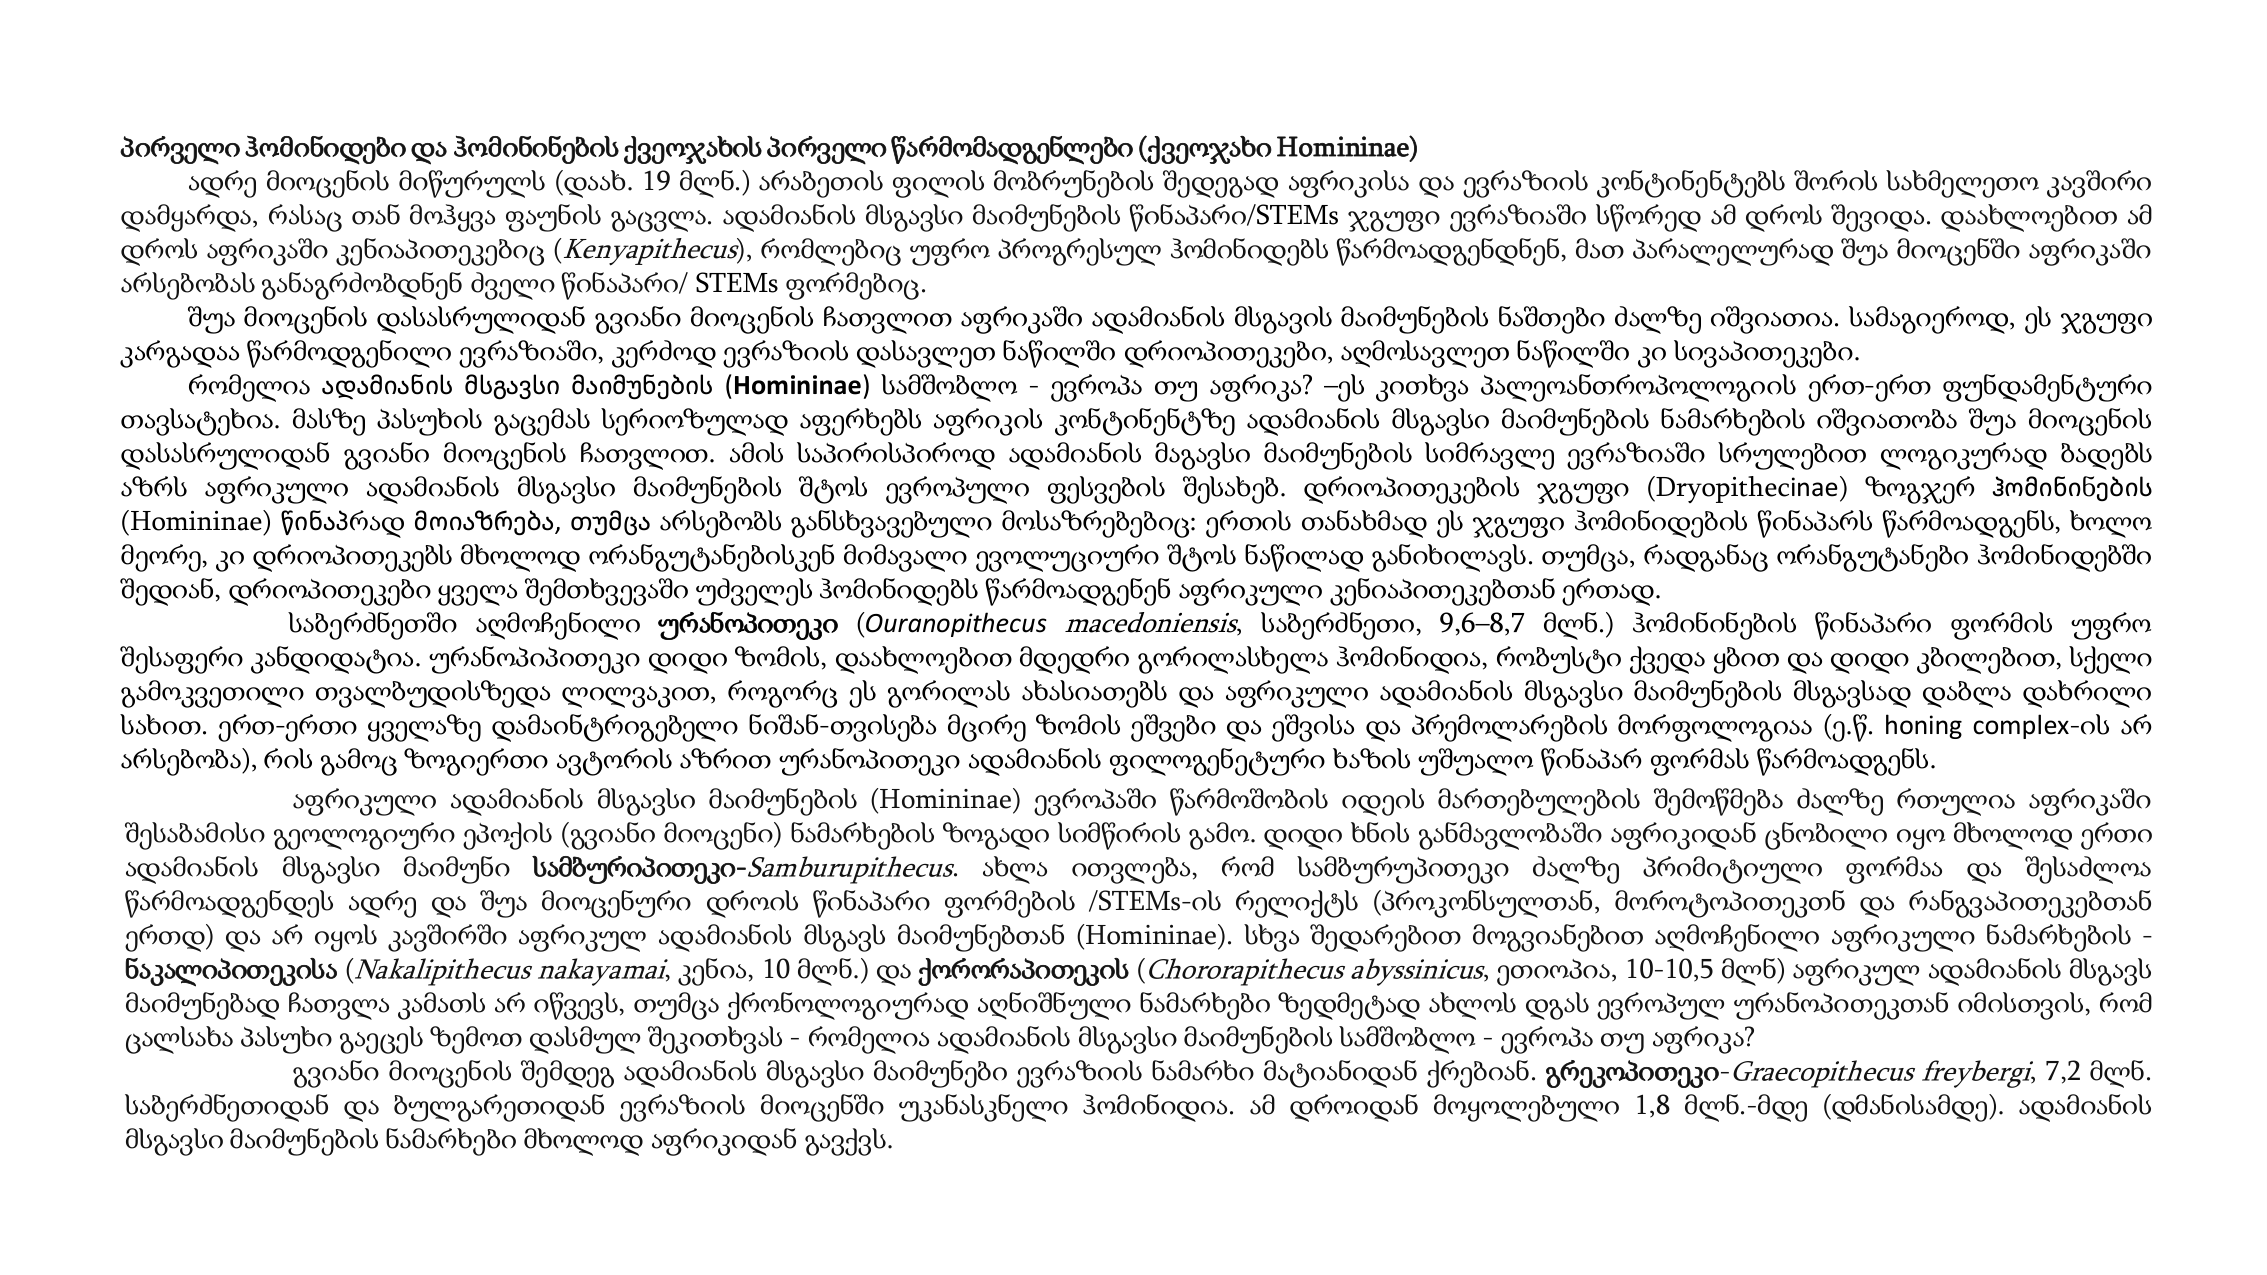 პირველი ჰომინიდები და ჰომინინების ქვეოჯახის პირველი წარმომადგენლები (ქვეოჯახი Homininae)
ადრე მიოცენის მიწურულს (დაახ. 19 მლნ.) არაბეთის ფილის მობრუნების შედეგად აფრიკისა და ევრაზიის კონტინენტებს შორის სახმელეთო კავშირი
დამყარდა, რასაც თან მოჰყვა ფაუნის გაცვლა. ადამიანის მსგავსი მაიმუნების წინაპარი/STEMs ჯგუფი ევრაზიაში სწორედ ამ დროს შევიდა. დაახლოებით ამ
დროს აფრიკაში კენიაპითეკებიც (Kenyapithecus), რომლებიც უფრო პროგრესულ ჰომინიდებს წარმოადგენდნენ, მათ პარალელურად შუა მიოცენში აფრიკაში
არსებობას განაგრძობდნენ ძველი წინაპარი/ STEMs ფორმებიც.
შუა მიოცენის დასასრულიდან გვიანი მიოცენის ჩათვლით აფრიკაში ადამიანის მსგავის მაიმუნების ნაშთები ძალზე იშვიათია. სამაგიეროდ, ეს ჯგუფი
კარგადაა წარმოდგენილი ევრაზიაში, კერძოდ ევრაზიის დასავლეთ ნაწილში დრიოპითეკები, აღმოსავლეთ ნაწილში კი სივაპითეკები.
რომელია ადამიანის მსგავსი მაიმუნების (Homininae) სამშობლო - ევროპა თუ აფრიკა? –ეს კითხვა პალეოანთროპოლოგიის ერთ-ერთ ფუნდამენტური
თავსატეხია. მასზე პასუხის გაცემას სერიოზულად აფერხებს აფრიკის კონტინენტზე ადამიანის მსგავსი მაიმუნების ნამარხების იშვიათობა შუა მიოცენის
დასასრულიდან გვიანი მიოცენის ჩათვლით. ამის საპირისპიროდ ადამიანის მაგავსი მაიმუნების სიმრავლე ევრაზიაში სრულებით ლოგიკურად ბადებს
აზრს აფრიკული ადამიანის მსგავსი მაიმუნების შტოს ევროპული ფესვების შესახებ. დრიოპითეკების ჯგუფი (Dryopithecinae) ზოგჯერ ჰომინინების
(Homininae) წინაპრად მოიაზრება, თუმცა არსებობს განსხვავებული მოსაზრებებიც: ერთის თანახმად ეს ჯგუფი ჰომინიდების წინაპარს წარმოადგენს, ხოლო
მეორე, კი დრიოპითეკებს მხოლოდ ორანგუტანებისკენ მიმავალი ევოლუციური შტოს ნაწილად განიხილავს. თუმცა, რადგანაც ორანგუტანები ჰომინიდებში
შედიან, დრიოპითეკები ყველა შემთხვევაში უძველეს ჰომინიდებს წარმოადგენენ აფრიკული კენიაპითეკებთან ერთად.
საბერძნეთში აღმოჩენილი ურანოპითეკი (Ouranopithecus macedoniensis, საბერძნეთი, 9,6–8,7 მლნ.) ჰომინინების წინაპარი ფორმის უფრო
შესაფერი კანდიდატია. ურანოპიპითეკი დიდი ზომის, დაახლოებით მდედრი გორილასხელა ჰომინიდია, რობუსტი ქვედა ყბით და დიდი კბილებით, სქელი
გამოკვეთილი თვალბუდისზედა ლილვაკით, როგორც ეს გორილას ახასიათებს და აფრიკული ადამიანის მსგავსი მაიმუნების მსგავსად დაბლა დახრილი
სახით. ერთ-ერთი ყველაზე დამაინტრიგებელი ნიშან-თვისება მცირე ზომის ეშვები და ეშვისა და პრემოლარების მორფოლოგიაა (ე.წ. honing complex-ის არ
არსებობა), რის გამოც ზოგიერთი ავტორის აზრით ურანოპითეკი ადამიანის ფილოგენეტური ხაზის უშუალო წინაპარ ფორმას წარმოადგენს.
აფრიკული ადამიანის მსგავსი მაიმუნების (Homininae) ევროპაში წარმოშობის იდეის მართებულების შემოწმება ძალზე რთულია აფრიკაში
შესაბამისი გეოლოგიური ეპოქის (გვიანი მიოცენი) ნამარხების ზოგადი სიმწირის გამო. დიდი ხნის განმავლობაში აფრიკიდან ცნობილი იყო მხოლოდ ერთი
ადამიანის მსგავსი მაიმუნი სამბურიპითეკი-Samburupithecus. ახლა ითვლება, რომ სამბურუპითეკი ძალზე პრიმიტიული ფორმაა და შესაძლოა
წარმოადგენდეს ადრე და შუა მიოცენური დროის წინაპარი ფორმების /STEMs-ის რელიქტს (პროკონსულთან, მოროტოპითეკთნ და რანგვაპითეკებთან
ერთდ) და არ იყოს კავშირში აფრიკულ ადამიანის მსგავს მაიმუნებთან (Homininae). სხვა შედარებით მოგვიანებით აღმოჩენილი აფრიკული ნამარხების -
ნაკალიპითეკისა (Nakalipithecus nakayamai, კენია, 10 მლნ.) და ქორორაპითეკის (Chororapithecus abyssinicus, ეთიოპია, 10-10,5 მლნ) აფრიკულ ადამიანის მსგავს
მაიმუნებად ჩათვლა კამათს არ იწვევს, თუმცა ქრონოლოგიურად აღნიშნული ნამარხები ზედმეტად ახლოს დგას ევროპულ ურანოპითეკთან იმისთვის, რომ
ცალსახა პასუხი გაეცეს ზემოთ დასმულ შეკითხვას - რომელია ადამიანის მსგავსი მაიმუნების სამშობლო - ევროპა თუ აფრიკა?
გვიანი მიოცენის შემდეგ ადამიანის მსგავსი მაიმუნები ევრაზიის ნამარხი მატიანიდან ქრებიან. გრეკოპითეკი-Graecopithecus freybergi, 7,2 მლნ.
საბერძნეთიდან და ბულგარეთიდან ევრაზიის მიოცენში უკანასკნელი ჰომინიდია. ამ დროიდან მოყოლებული 1,8 მლნ.-მდე (დმანისამდე). ადამიანის
მსგავსი მაიმუნების ნამარხები მხოლოდ აფრიკიდან გავქვს.